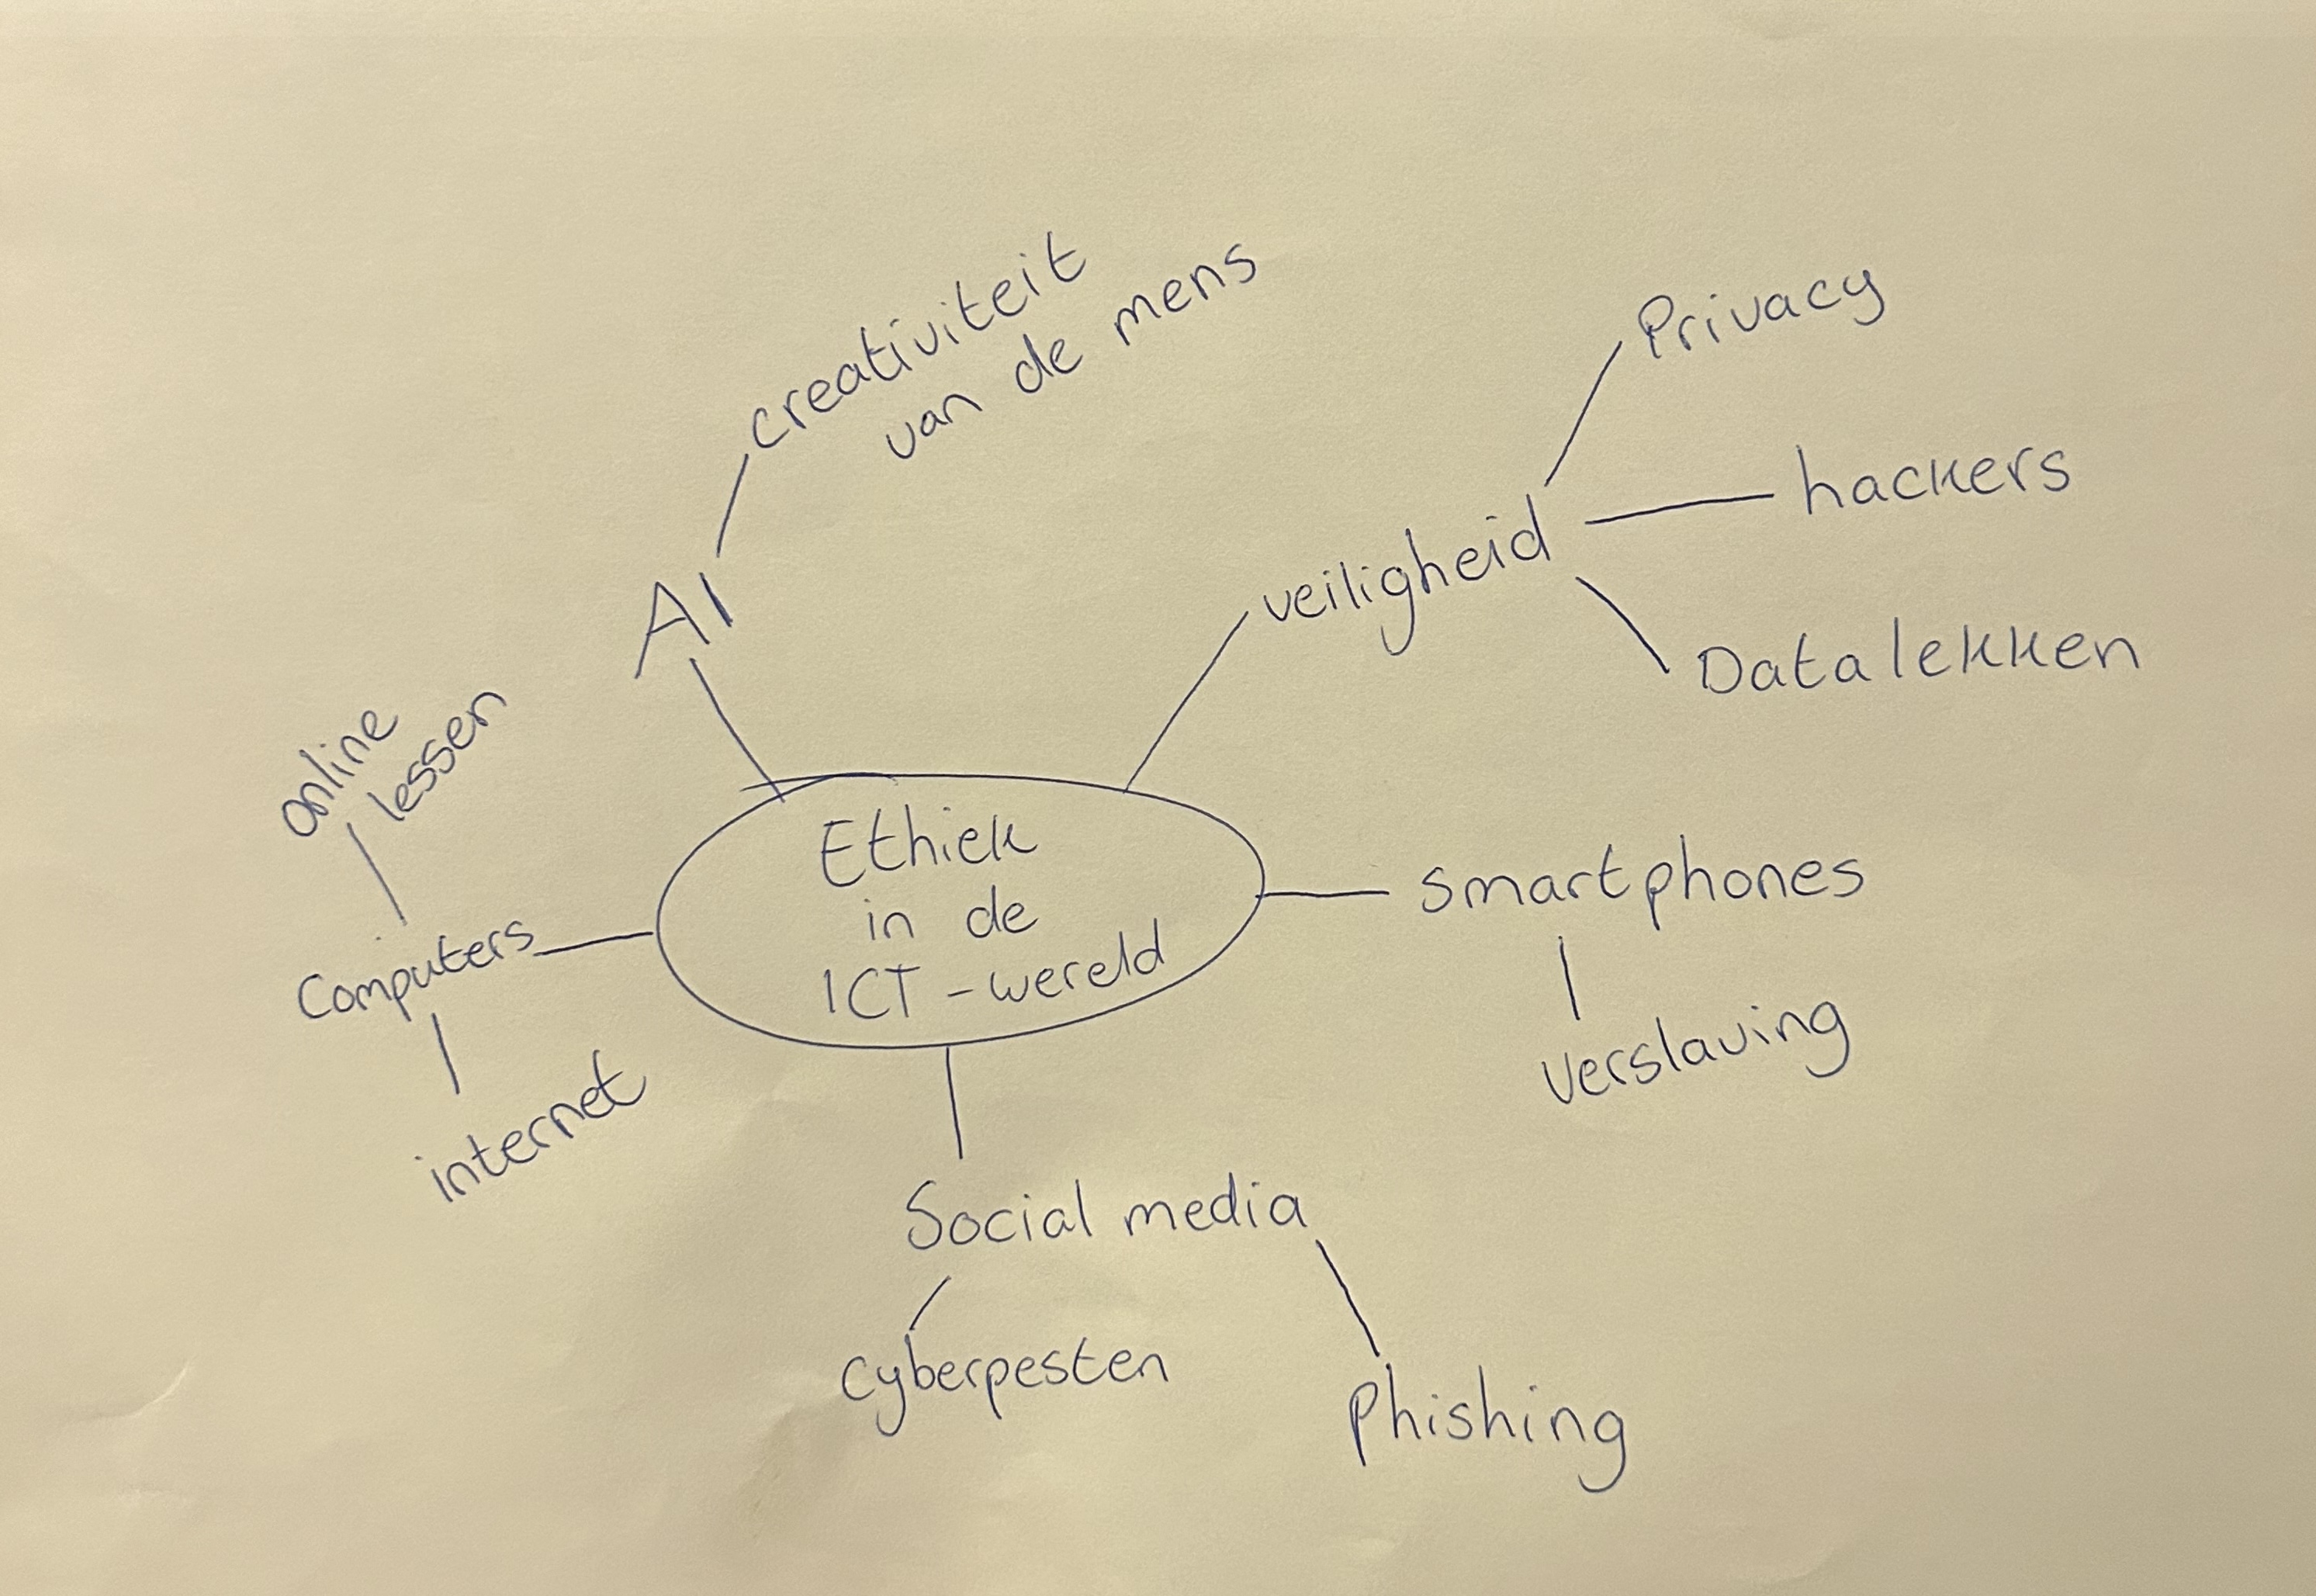 creativiteit
van de mens
Privacy
hackers
AI
veiligheid
Datalekken
online
lessen
Ethiek
in de
ICT-wereld
smartphones
Computers
verslaving
internet
Social media
Cyberpesten
Phishing